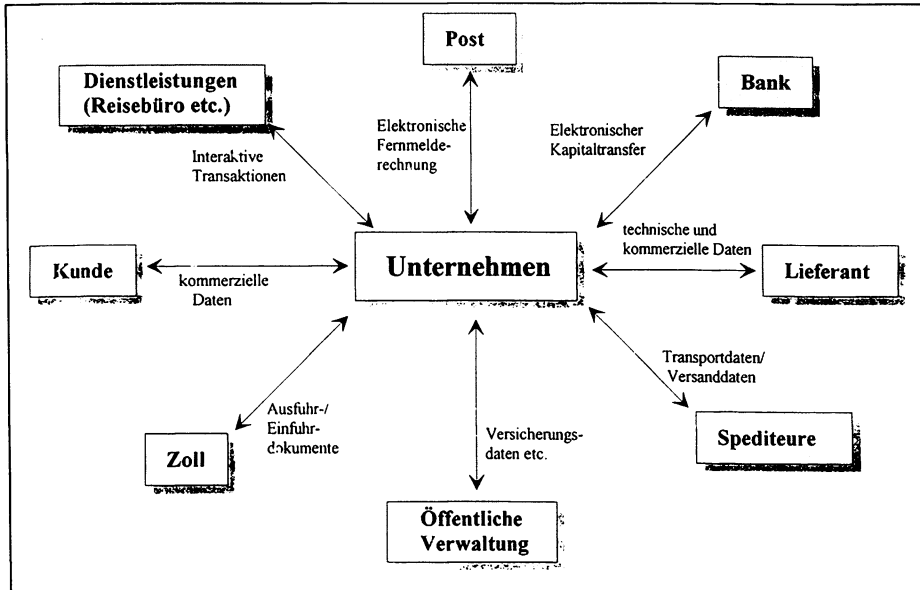 Post
Dienstleistungen
(Reisebüro etc.)
Bank
Elektronische
Fernmelde-
rechnung
Elektronischer
Kapitaltransfer
Interaktive
Transaktionen
technische und
kommerzielle Daten
Kunde
Unternehmen
Lieferant
kommerzielle
Daten
Transportdaten/
Versanddaten
Ausfuhr-/
Einfuhr-
dokumente
Zoll
Versicherungs-
daten etc.
Spediteure
Öffentliche
Verwaltung